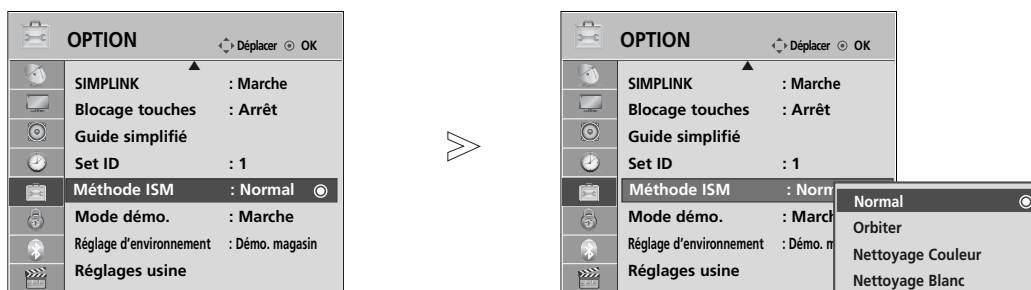 OPTION
Déplacer OK
SIMPLINK : Marche
Blocage touches : Arrêt
Guide simplifié
Set ID : 1
Méthode ISM : Normal
Mode démo. : Marche
Réglage d'environnement : Démo. magasin
Réglages usine
>
OPTION
Déplacer OK
SIMPLINK : Marche
Blocage touches : Arrêt
Guide simplifié
Set ID : 1
Méthode ISM : Norm
Mode démo. : March
Réglage d'environnement : Démo. m
Réglages usine
Normal
Orbiter
Nettoyage Couleur
Nettoyage Blanc